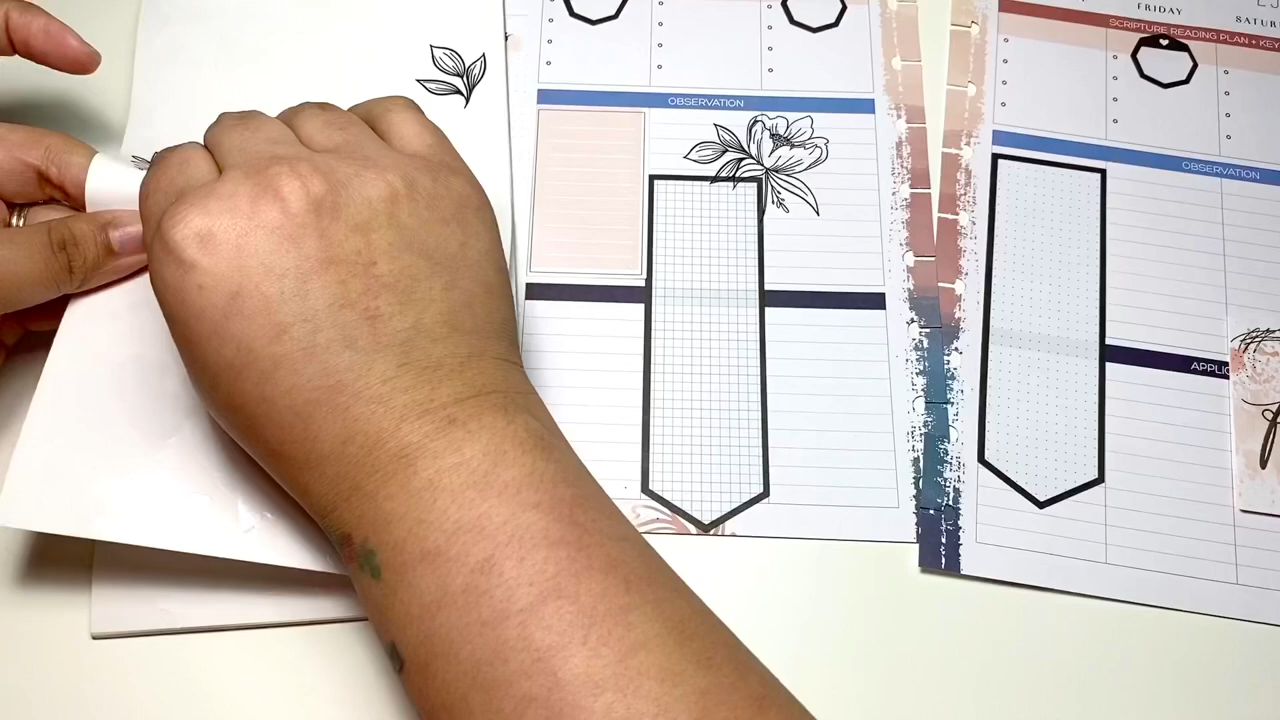 FRIDAY
SATUR
SCRIPTURE READING PLAN + KEY
OBSERVATION
OBSERVATION
APPLIC